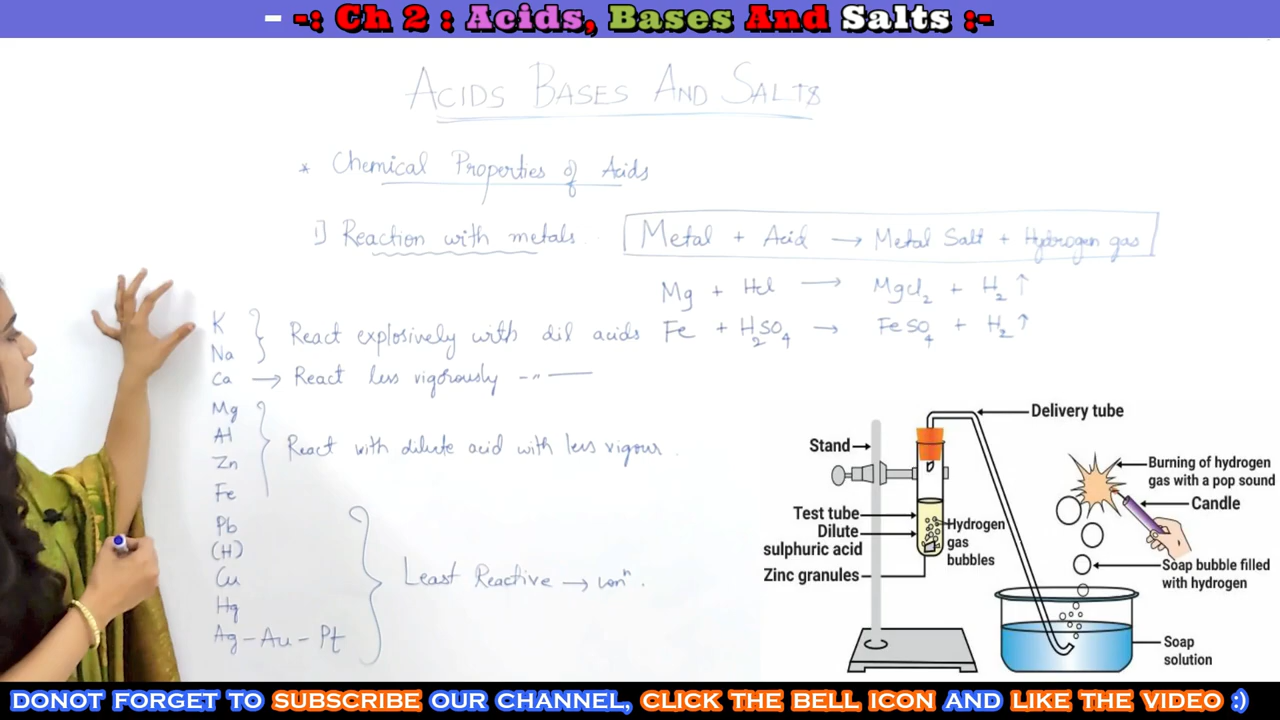 - -: Ch 2 : Acids, Bases And Salts :-
ACIDS BASES AND SALTS
* Chemical Properties of Acids
1] Reaction with metals
Metal + Acid → Metal Salt + Hydrogen gas
Mg + Hcl → Mgcl2 + H2 ↑
Fe + H2SO4 → FeSO4 + H2 ↑
K
Na
React explosively with dil acids
Ca → React less vigorously -〃-
Mg
Al
Zn
Fe
React with dilute acid with less vigour
Pb
(H)
Cu
Hg
Ag - Au - Pt
Least Reactive →
Delivery tube
Stand
Burning of hydrogen
gas with a pop sound
Candle
Test tube
Dilute
sulphuric acid
Hydrogen
gas
bubbles
Zinc granules
Soap bubble filled
with hydrogen
Soap
solution
DONOT FORGET TO SUBSCRIBE OUR CHANNEL, CLICK THE BELL ICON AND LIKE THE VIDEO :)